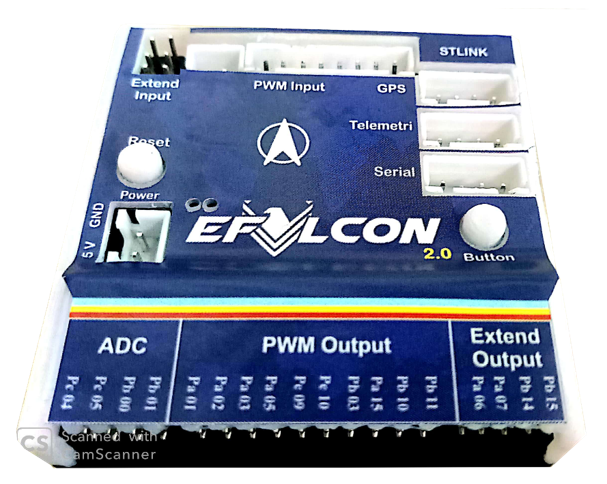 STLINK
Extend
Input
PWM Input
GPS
Telemetri
Serial
Reset
Power
GND
5 V
EFALCON
2.0
Button
ADC
PWM Output
Extend
Output
Pc 04
Pc 05
Pb 00
Pb 01
Pa 01
Pa 02
Pa 03
Pa 05
Pc 09
Pc 10
Pb 03
Pa 15
Pb 10
Pb 11
Pa 06
Pa 07
Pb 14
Pb 15
CS
Scanned with
CamScanner